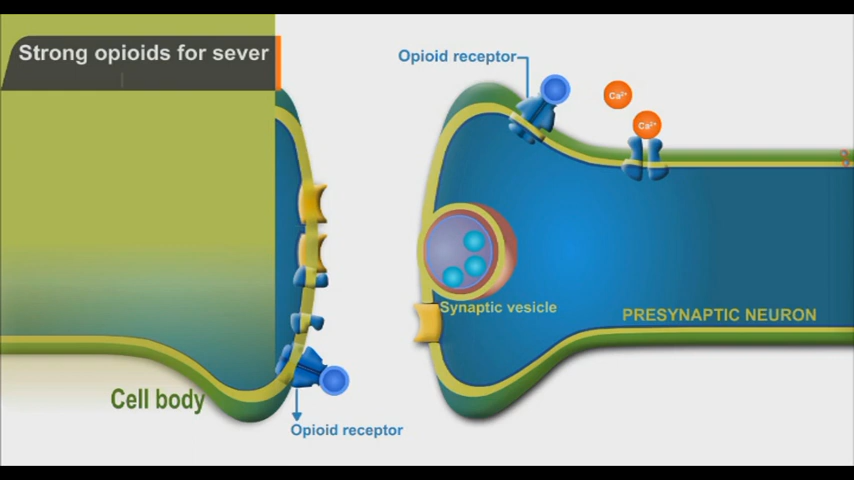 Strong opioids for sever
Opioid receptor
Ca²⁺
Ca²⁺
Synaptic vesicle
PRESYNAPTIC NEURON
Cell body
Opioid receptor